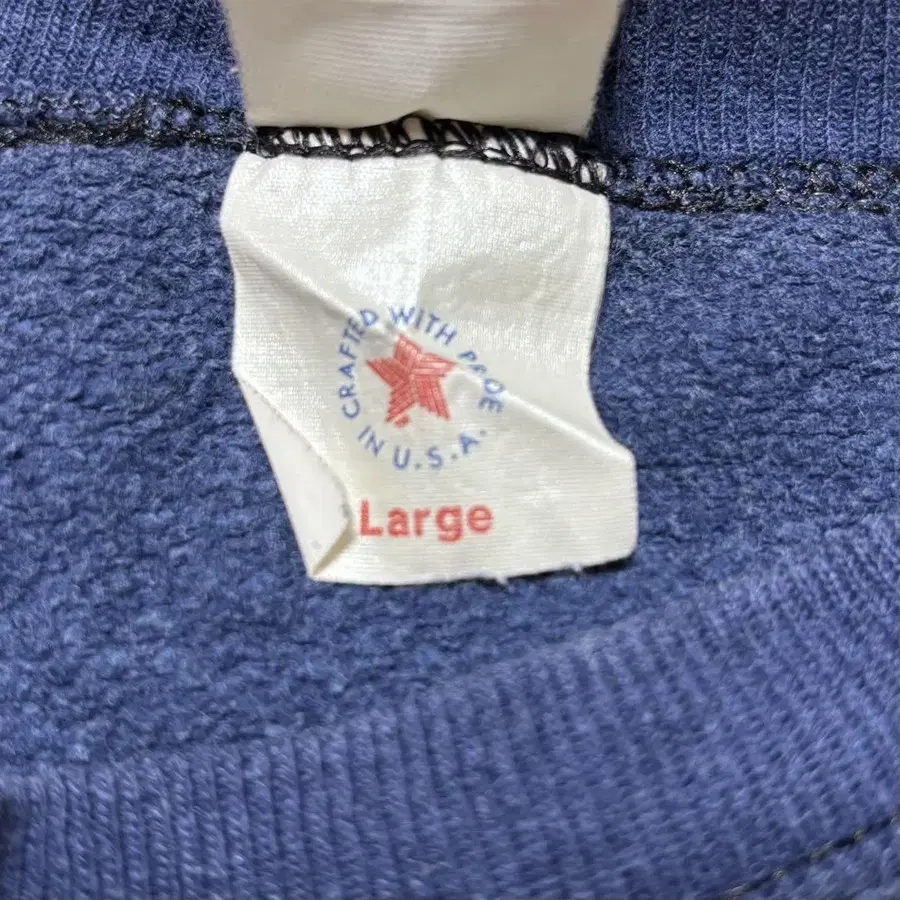 CRAFTED WITH PRIDE
IN U.S.A.
Large